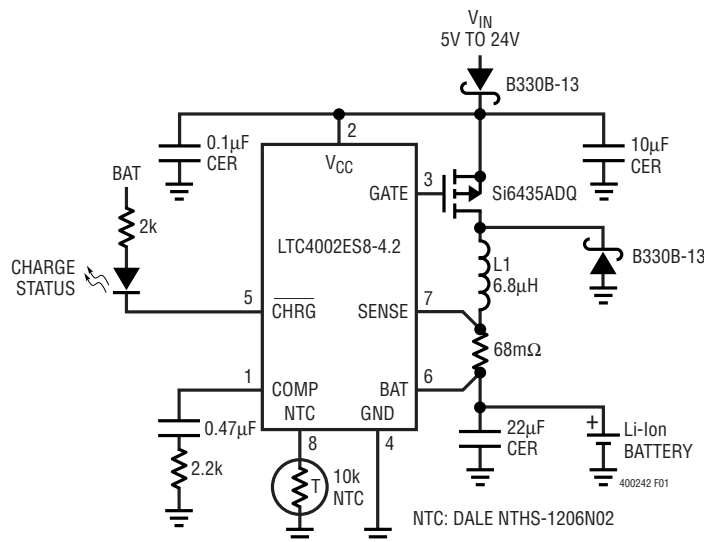 VIN
5V TO 24V
B330B-13
0.1µF
CER
2
VCC
10µF
CER
BAT
GATE
3
Si6435ADQ
2k
LTC4002ES8-4.2
L1
6.8µH
B330B-13
CHARGE
STATUS
5
CHRG
SENSE
7
68mΩ
1
COMP
BAT
6
NTC
GND
0.47µF
8
4
22µF
CER
+
Li-Ion
BATTERY
2.2k
T
10k
NTC
400242 F01
NTC: DALE NTHS-1206N02